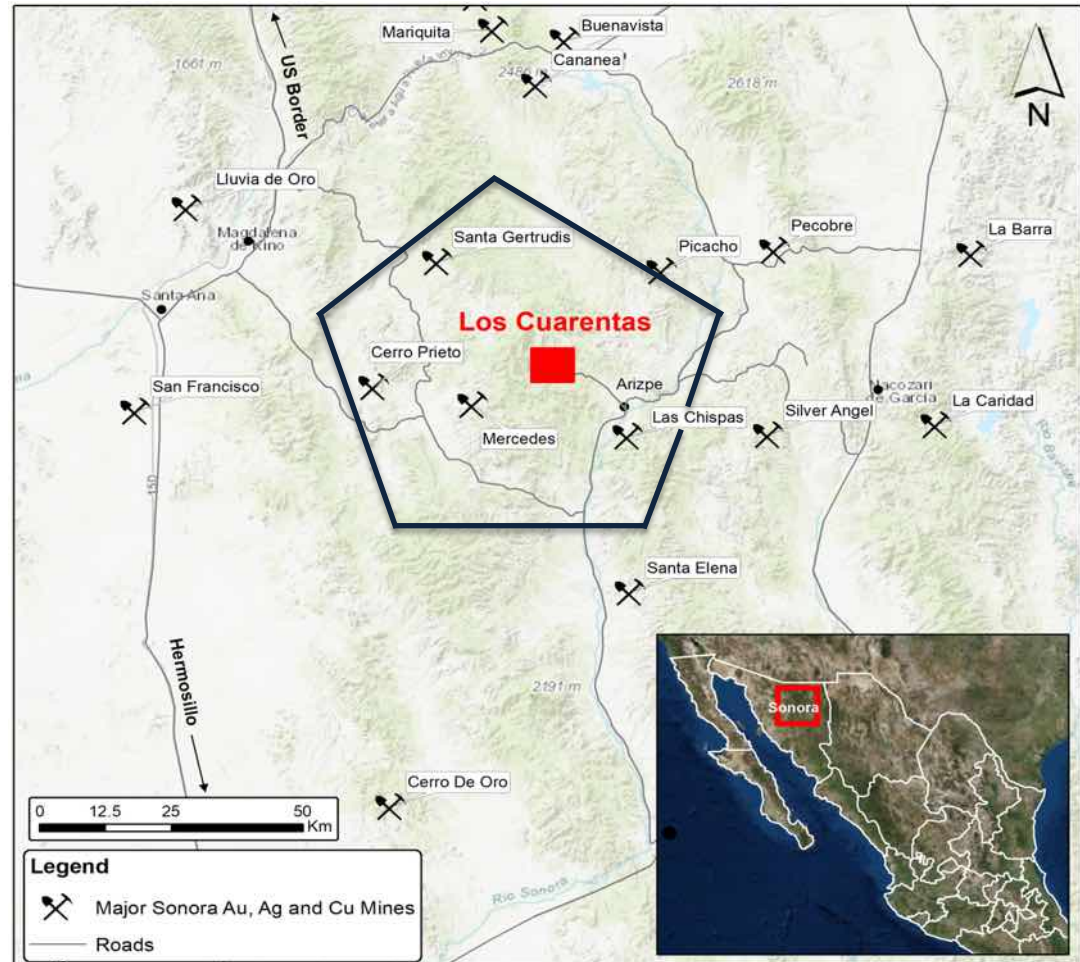 Mariquita
Buenavista
Cananea
1661 m
2486 m
2618 m
US Border
N
Lluvia de Oro
Magdalena
de Kino
Santa Gertrudis
Picacho
Pecobre
La Barra
Santa Ana
Los Cuarentas
Cerro Prieto
Arizpe
Nacozari
de García
San Francisco
Mercedes
Las Chispas
Silver Angel
La Caridad
150
Santa Elena
Hermosillo
2191 m
Sonora
Cerro De Oro
0 12.5 25 50
Km
Rio Sonora
Legend
Major Sonora Au, Ag and Cu Mines
Roads